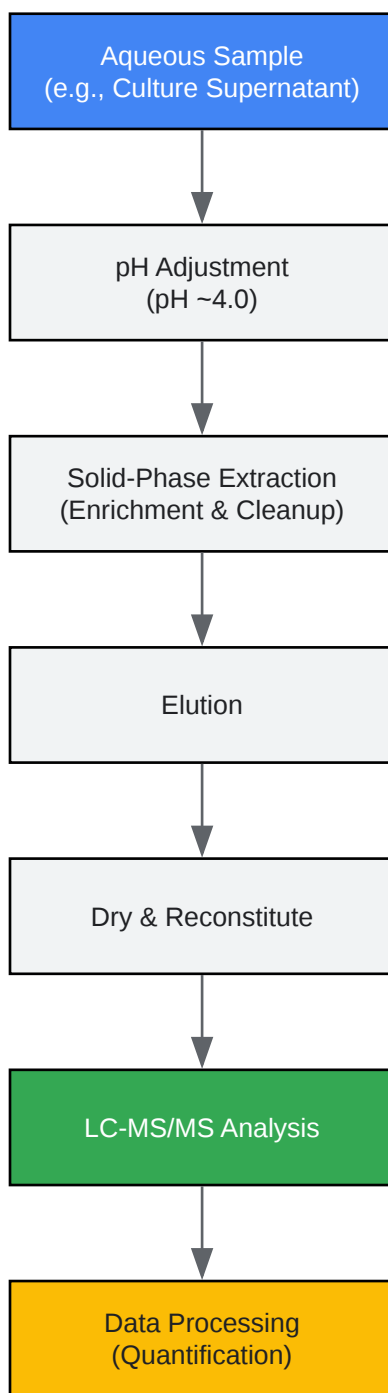 Aqueous Sample
(e.g., Culture Supernatant)
pH Adjustment
(pH ~4.0)
Solid-Phase Extraction
(Enrichment & Cleanup)
Elution
Dry & Reconstitute
LC-MS/MS Analysis
Data Processing
(Quantification)